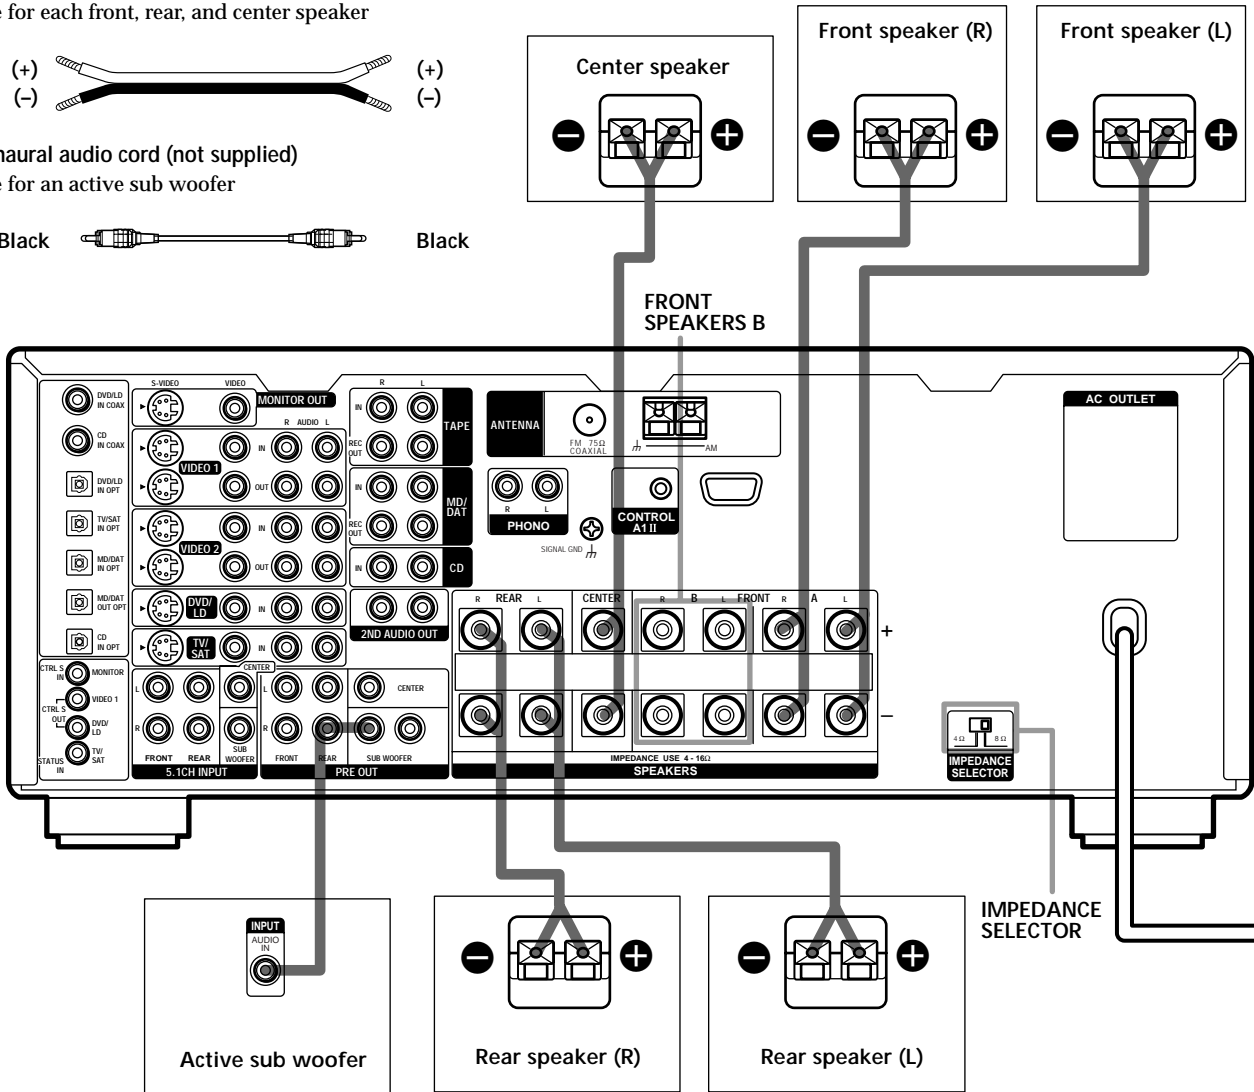 e for each front, rear, and center speaker
(+)
(–)
(+)
(–)
naural audio cord (not supplied)
e for an active sub woofer
Black
Black
Center speaker
Front speaker (R)
Front speaker (L)
FRONT
SPEAKERS B
DVD/LD
IN COAX
CD
IN COAX
DVD/LD
IN OPT
TV/SAT
IN OPT
MD/DAT
IN OPT
MD/DAT
OUT OPT
CD
IN OPT
CTRL S
IN
MONITOR
VIDEO 1
CTRL S
OUT
DVD/
LD
STATUS
IN
TV/
SAT
S-VIDEO
VIDEO
MONITOR OUT
R AUDIO L
VIDEO 1
IN
OUT
VIDEO 2
IN
OUT
DVD/
LD
IN
TV/
SAT
IN
R
L
IN
REC
OUT
TAPE
IN
REC
OUT
MD/
DAT
IN
CD
2ND AUDIO OUT
CENTER
L
R
FRONT
REAR
SUB
WOOFER
5.1CH INPUT
L
R
CENTER
FRONT
REAR
SUB WOOFER
PRE OUT
ANTENNA
FM 75Ω
COAXIAL
AM
R
L
PHONO
SIGNAL GND
CONTROL
A1 II
AC OUTLET
R REAR L
CENTER
R B L FRONT R A L
+
–
IMPEDANCE USE 4 - 16Ω
SPEAKERS
4 Ω
8 Ω
IMPEDANCE
SELECTOR
IMPEDANCE
SELECTOR
INPUT
AUDIO
IN
Active sub woofer
Rear speaker (R)
Rear speaker (L)